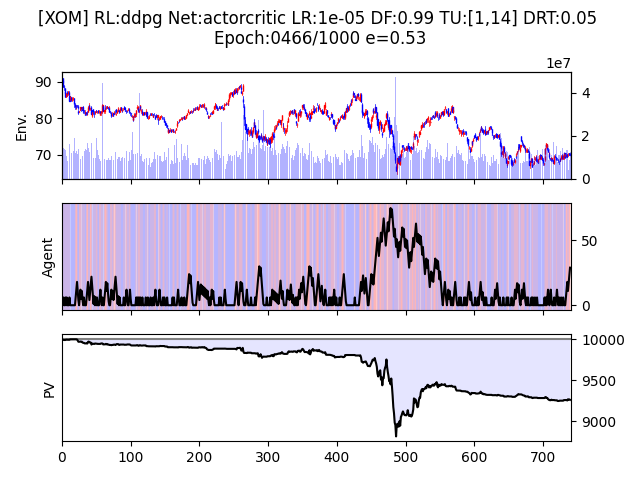 [XOM] RL:ddpg Net:actorcritic LR:1e-05 DF:0.99 TU:[1,14] DRT:0.05
Epoch:0466/1000 e=0.53
1e7
90
80
70
Env.
4
2
0
Agent
50
0
PV
10000
9500
9000
0 100 200 300 400 500 600 700